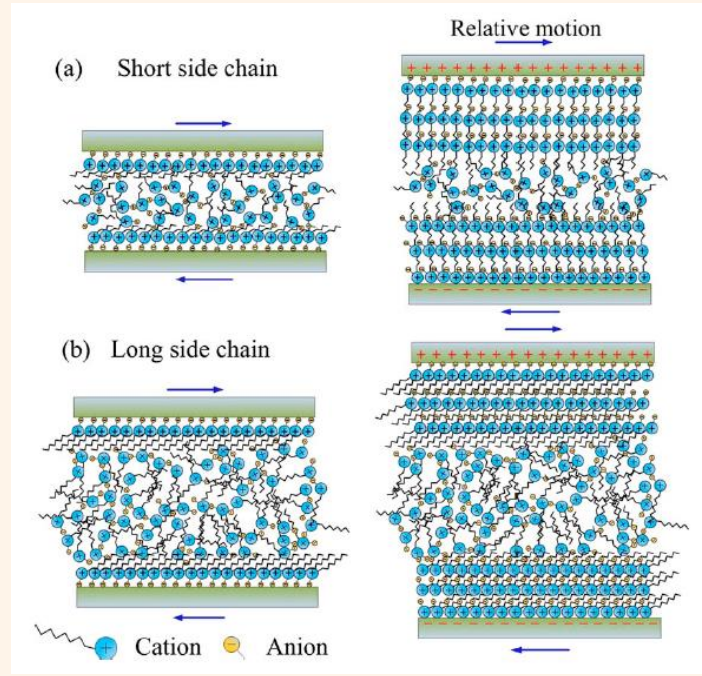 Relative motion
(a) Short side chain
(b) Long side chain
Cation
Anion